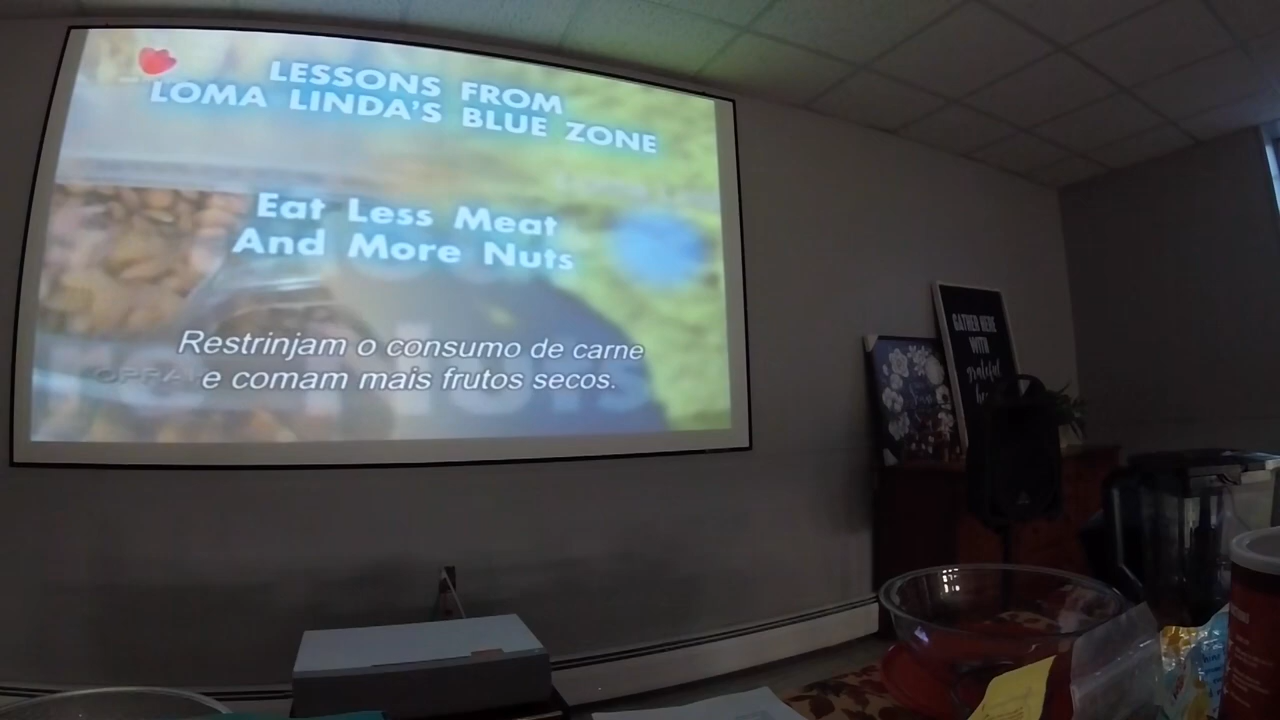 LESSONS FROM
LOMA LINDA'S BLUE ZONE
Eat Less Meat
And More Nuts
Restrinjam o consumo de carne
e comam mais frutos secos.
GATHER HERE
WITH
grateful